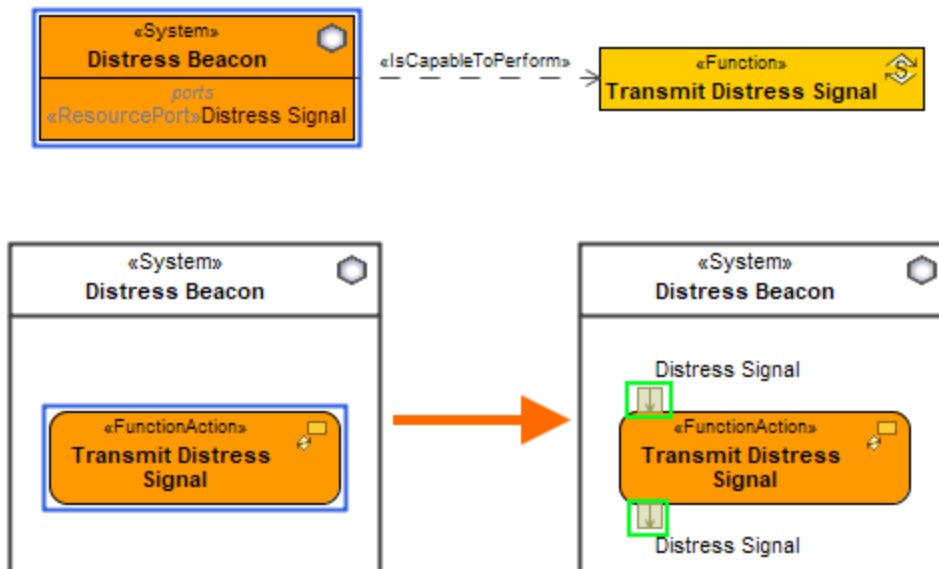 «System»
Distress Beacon
ports
«ResourcePort»Distress Signal
«IsCapableToPerform»
«Function»
Transmit Distress Signal
S
«System»
Distress Beacon
«FunctionAction»
Transmit Distress
Signal
«System»
Distress Beacon
Distress Signal
«FunctionAction»
Transmit Distress
Signal
Distress Signal